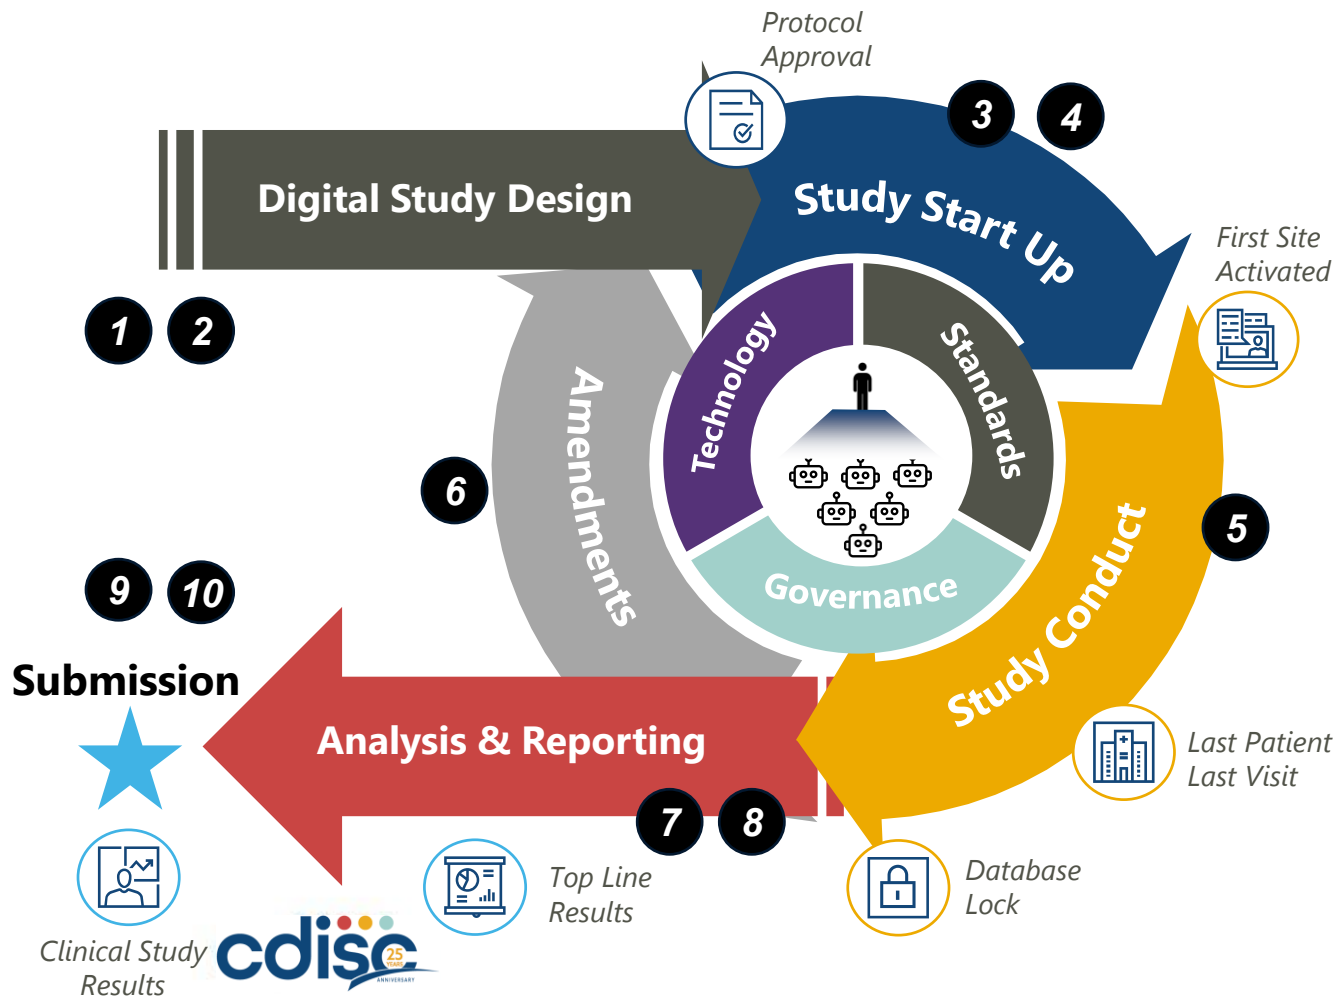 Protocol
Approval
3
4
Digital Study Design
Study Start Up
First Site
Activated
1
2
Technology
Standards
Amendments
6
5
Governance
Study Conduct
9
10
Submission
Analysis & Reporting
Last Patient
Last Visit
7
8
Top Line
Results
Database
Lock
Clinical Study
Results
cdisc
25
YEARS
ANNIVERSARY